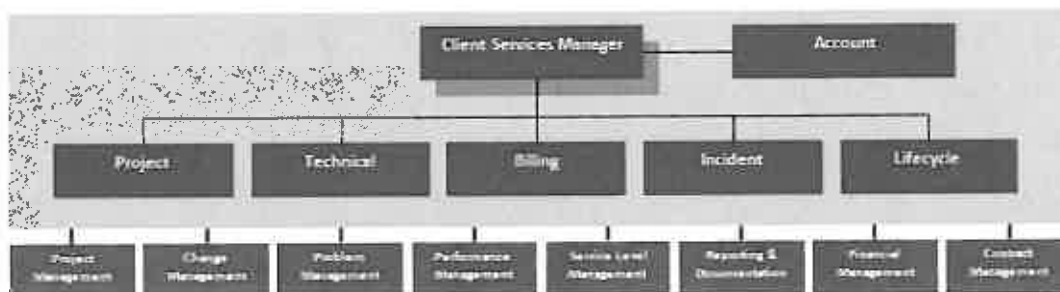 Client Services Manager
Account
Project
Technical
Billing
Incident
Lifecycle
Project
Management
Change
Management
Problem
Management
Performance
Management
Service Level
Management
Reporting &
Documentation
Financial
Management
Contract
Management